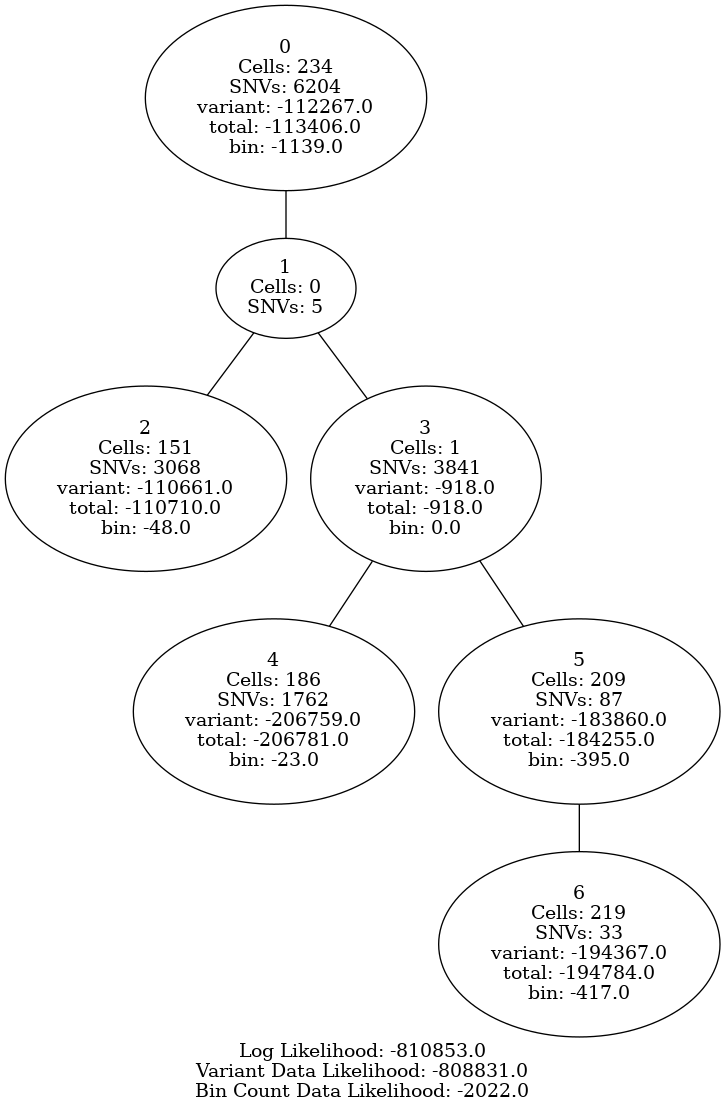 0
Cells: 234
SNVs: 6204
variant: -112267.0
total: -113406.0
bin: -1139.0
1
Cells: 0
SNVs: 5
2
Cells: 151
SNVs: 3068
variant: -110661.0
total: -110710.0
bin: -48.0
3
Cells: 1
SNVs: 3841
variant: -918.0
total: -918.0
bin: 0.0
4
Cells: 186
SNVs: 1762
variant: -206759.0
total: -206781.0
bin: -23.0
5
Cells: 209
SNVs: 87
variant: -183860.0
total: -184255.0
bin: -395.0
6
Cells: 219
SNVs: 33
variant: -194367.0
total: -194784.0
bin: -417.0
Log Likelihood: -810853.0
Variant Data Likelihood: -808831.0
Bin Count Data Likelihood: -2022.0